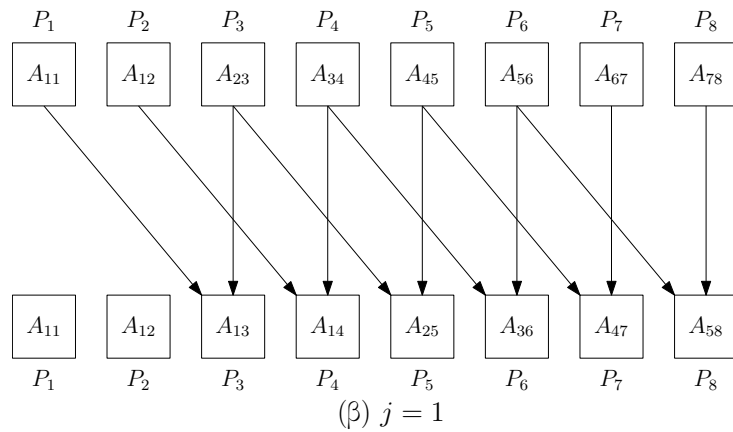 P₁ P₂ P₃ P₄ P₅ P₆ P₇ P₈
A₁₁ A₁₂ A₂₃ A₃₄ A₄₅ A₅₆ A₆₇ A₇₈
A₁₁ A₁₂ A₁₃ A₁₄ A₂₅ A₃₆ A₄₇ A₅₈
P₁ P₂ P₃ P₄ P₅ P₆ P₇ P₈
(β) j = 1